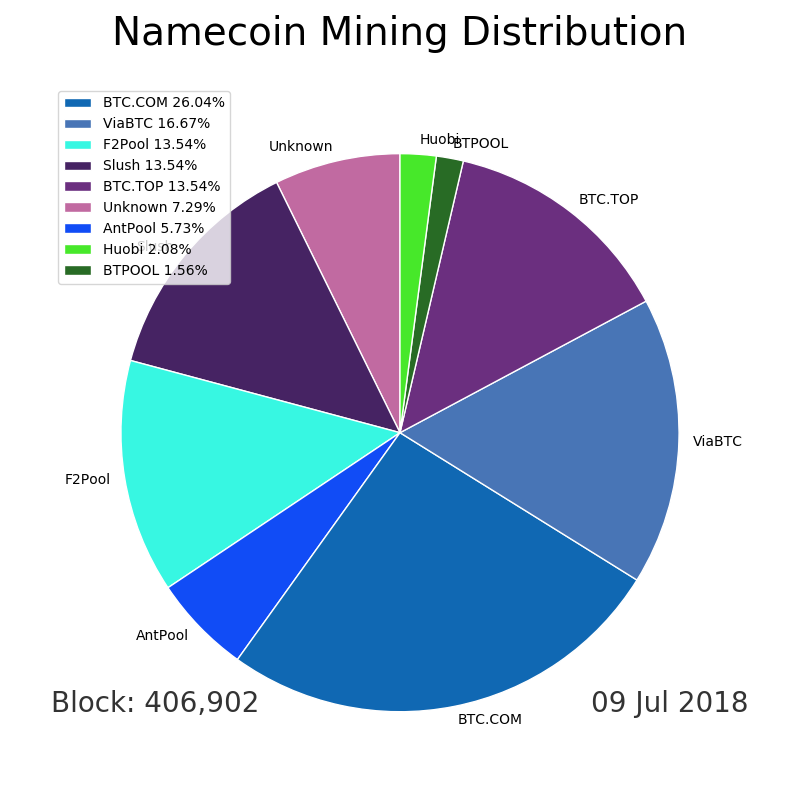 Namecoin Mining Distribution
BTC.COM 26.04%
ViaBTC 16.67%
F2Pool 13.54%
Slush 13.54%
BTC.TOP 13.54%
Unknown 7.29%
AntPool 5.73%
Huobi 2.08%
BTPOOL 1.56%
Huobi
BTPOOL
Unknown
BTC.TOP
Slush
ViaBTC
F2Pool
AntPool
BTC.COM
Block: 406,902
09 Jul 2018